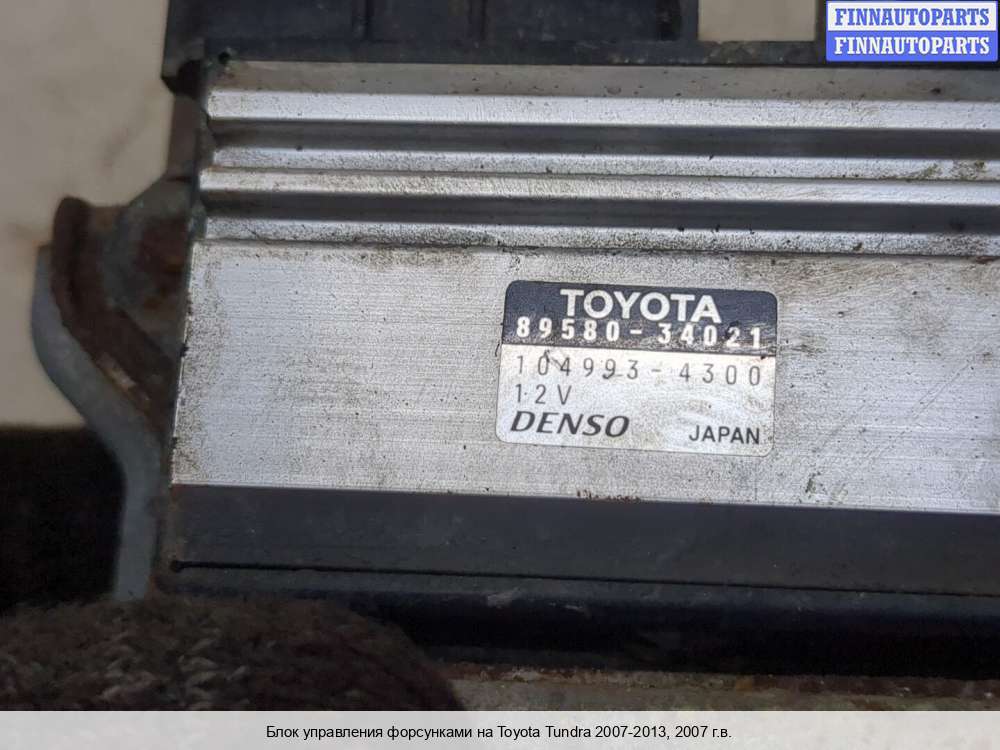 FINNAUTOPARTS
FINNAUTOPARTS
TOYOTA
89580-34021
104993-4300
12V
DENSO JAPAN
Блок управления форсунками на Toyota Tundra 2007-2013, 2007 г.в.